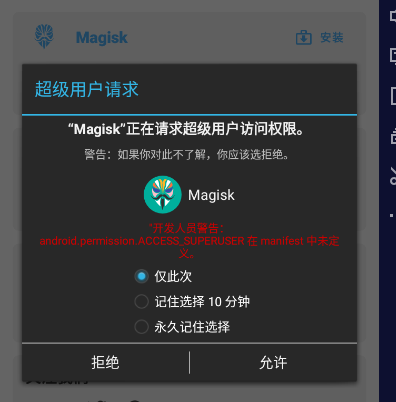 Magisk
安装
超级用户请求
“Magisk”正在请求超级用户访问权限。
警告：如果你对此不了解，你应该选拒绝。
Magisk
*开发人员警告：
android.permission.ACCESS_SUPERUSER 在 manifest 中未定
义。
仅此次
记住选择 10 分钟
永久记住选择
拒绝
允许